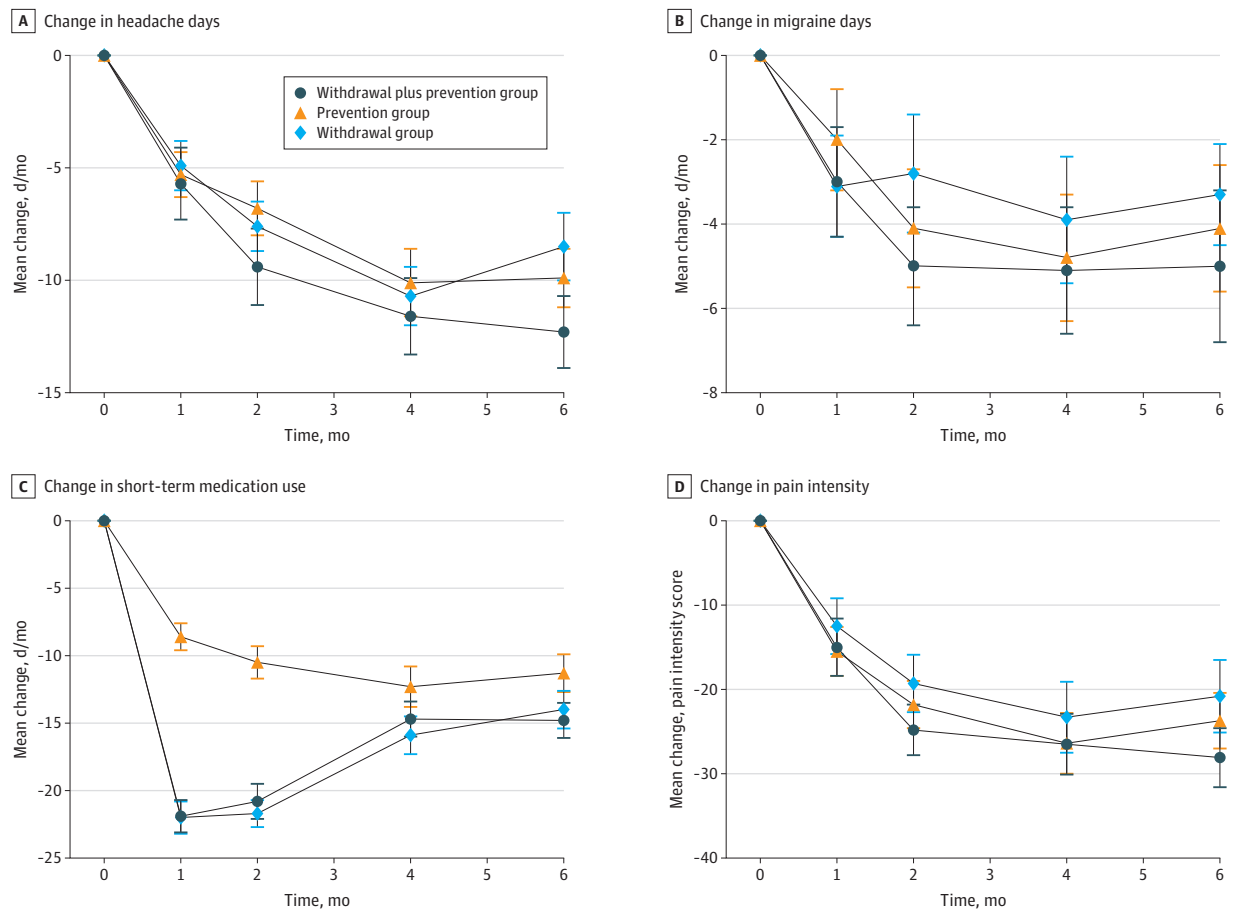 A Change in headache days
0
-5
-10
-15
Mean change, d/mo
0 1 2 3 4 5 6
Time, mo
Withdrawal plus prevention group
Prevention group
Withdrawal group
B Change in migraine days
0
-2
-4
-6
-8
Mean change, d/mo
0 1 2 3 4 5 6
Time, mo
C Change in short-term medication use
0
-5
-10
-15
-20
-25
Mean change, d/mo
0 1 2 3 4 5 6
Time, mo
D Change in pain intensity
0
-10
-20
-30
-40
Mean change, pain intensity score
0 1 2 3 4 5 6
Time, mo